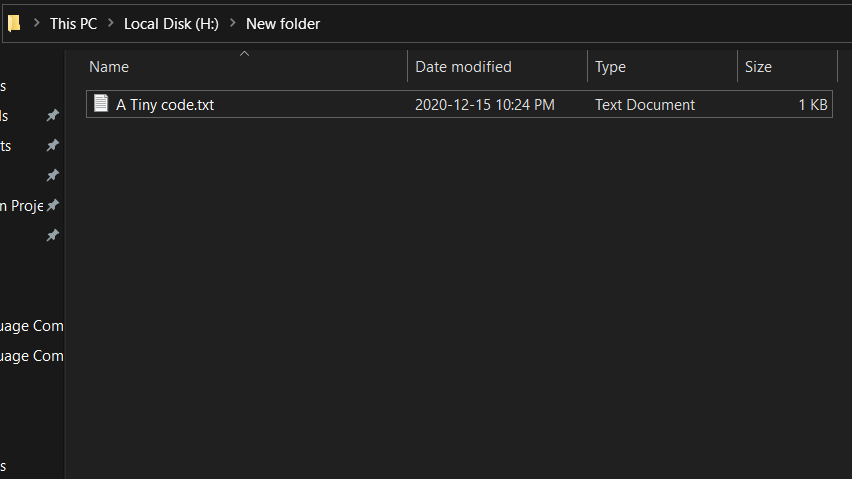 This PC > Local Disk (H:) > New folder
Name Date modified Type Size
A Tiny code.txt 2020-12-15 10:24 PM Text Document 1 KB
s
ls
ts
n Proje
uage Com
uage Com
s